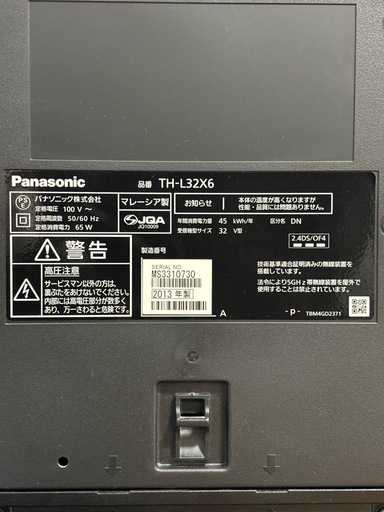 Panasonic 品番 TH-L32X6
PS E パナソニック株式会社 マレーシア製
定格電圧 100 V ～
定格周波数 50/60 Hz
定格消費電力 65 W
JQA
JQ10009
お知らせ
本体の温度が高くなりますが
性能・品質には問題ありません。
年間消費電力量 45 kWh/年 区分名 DN
受信機型サイズ 32 V型
2.4DS/OF4
警告
高圧注意
サービスマン以外の方は、
裏ぶたをあけないでください。
内部には高電圧部分が数多く
あり、万一さわると危険です。
製造番号
SERIAL NO.
MS3310730
2013 年製
技術基準適合証明済みの無線装置を
搭載しています。
法令により5GHz帯無線装置を屋外で
使用することは禁止されています。
A -p- TBM4GD2371